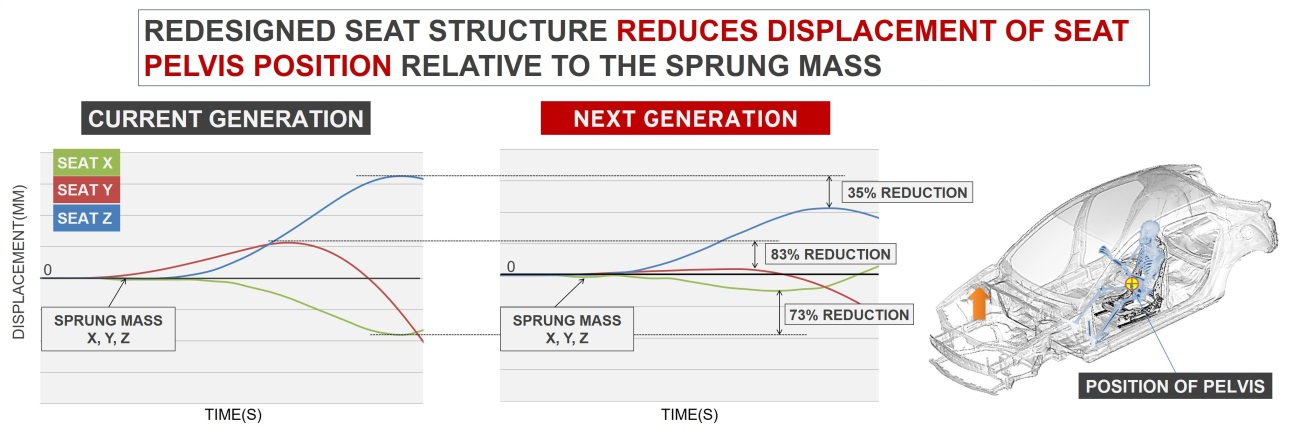 REDESIGNED SEAT STRUCTURE REDUCES DISPLACEMENT OF SEAT
PELVIS POSITION RELATIVE TO THE SPRUNG MASS
CURRENT GENERATION
NEXT GENERATION
SEAT X
SEAT Y
SEAT Z
DISPLACEMENT(MM)
0
SPRUNG MASS
X, Y, Z
TIME(S)
35% REDUCTION
83% REDUCTION
0
73% REDUCTION
SPRUNG MASS
X, Y, Z
TIME(S)
POSITION OF PELVIS